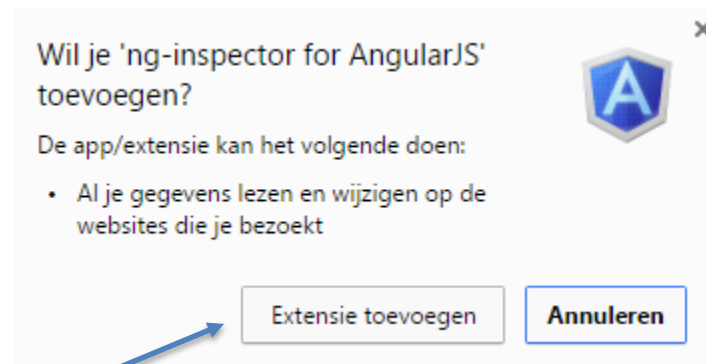 Wil je 'ng-inspector for AngularJS'
toevoegen?
De app/extensie kan het volgende doen:
• Al je gegevens lezen en wijzigen op de
websites die je bezoekt
Extensie toevoegen
Annuleren